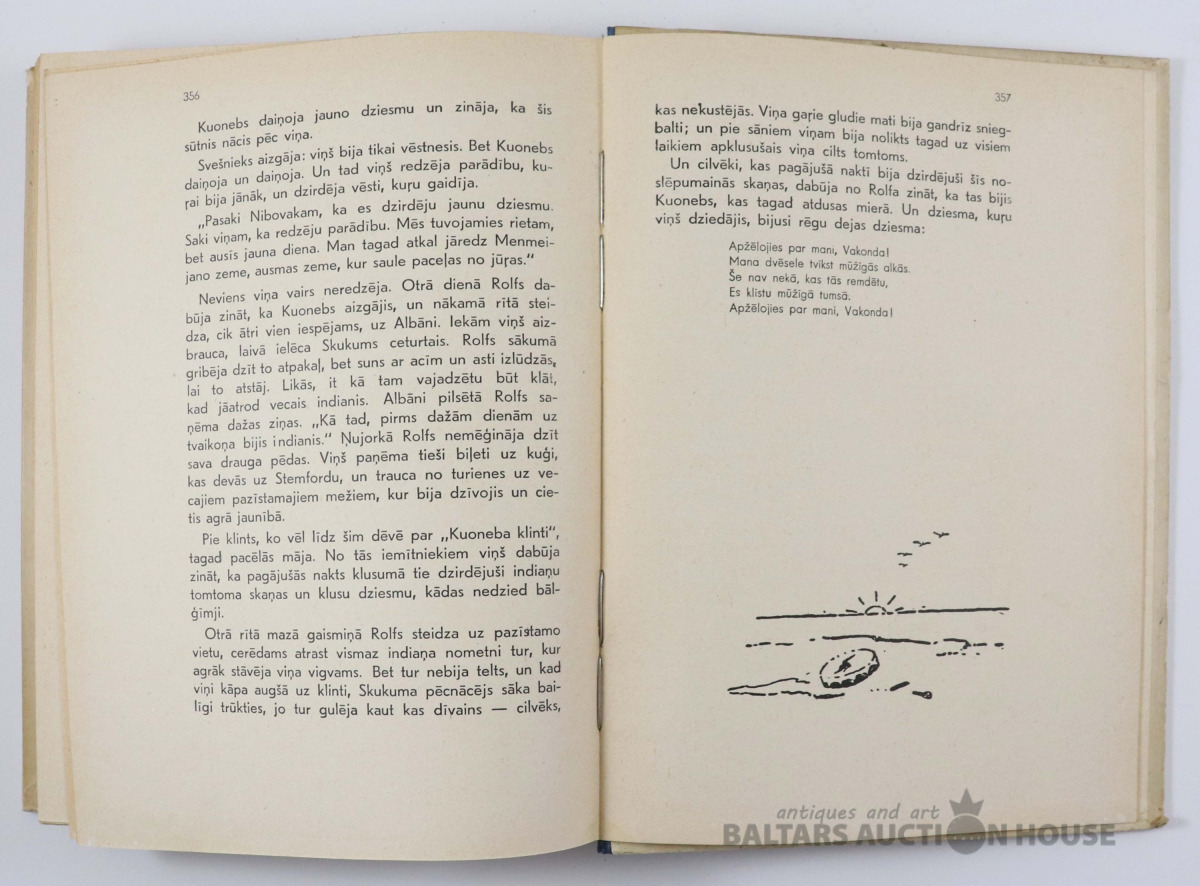 356
Kuonebs daiņoja jauno dziesmu un zināja, ka šis
sūtnis nācis pēc viņa.
Svešnieks aizgāja: viņš bija tikai vēstnesis. Bet Kuonebs
daiņoja un daiņoja. Un tad viņš redzēja parādību, ku-
ŗai bija jānāk, un dzirdēja vēsti, kuŗu gaidīja.
„Pasaki Nibovakam, ka es dzirdēju jaunu dziesmu.
Saki viņam, ka redzēju parādību. Mēs tuvojamies rietam,
bet ausīs jauna diena. Man tagad atkal jāredz Menmei-
jano zeme, ausmas zeme, kur saule paceļas no jūŗas.“
Neviens viņa vairs neredzēja. Otrā dienā Rolfs da-
būja zināt, ka Kuonebs aizgājis, un nākamā rītā stei-
dza, cik ātri vien iespējams, uz Albāni. Iekām viņš aiz-
brauca, laivā ielēca Skukums ceturtais. Rolfs sākumā
gribēja dzīt to atpakaļ, bet suns ar acīm un asti izlūdzās,
lai to atstāj. Likās, it kā tam vajadzētu būt klāt,
kad jāatrod vecais indianis. Albāni pilsētā Rolfs sa-
ņēma dažas ziņas. „Kā tad, pirms dažām dienām uz
tvaikoņa bijis indianis.“ Ņujorkā Rolfs nemēģināja dzīt
sava drauga pēdas. Viņš paņēma tieši biļeti uz kuģi,
kas devās uz Stemfordu, un trauca no turienes uz ve-
cajiem pazīstamajiem mežiem, kur bija dzīvojis un cie-
tis agrā jaunībā.
Pie klints, ko vēl līdz šim dēvē par „Kuoneba klinti“,
tagad pacēlās māja. No tās iemītniekiem viņš dabūja
zināt, ka pagājušās nakts klusumā tie dzirdējuši indiaņu
tomtoma skaņas un klusu dziesmu, kādas nedzied bāl-
ģīmji.
Otrā rītā mazā gaismiņā Rolfs steidza uz pazīstamo
vietu, cerēdams atrast vismaz indiaņa nometni tur, kur
agrāk stāvēja viņa vigvams. Bet tur nebija telts, un kad
viņi kāpa augšā uz klinti, Skukuma pēcnācējs sāka bai-
līgi trūkties, jo tur gulēja kaut kas dīvains — cilvēks,
357
kas nekustējās. Viņa gaŗie gludie mati bija gandrīz snieg-
balti; un pie sāniem viņam bija nolikts tagad uz visiem
laikiem apklusušais viņa cilts tomtoms.
Un cilvēki, kas pagājušā naktī bija dzirdējuši šīs no-
slēpumainās skaņas, dabūja no Rolfa zināt, ka tas bijis
Kuonebs, kas tagad atdusas mierā. Un dziesma, kuŗu
viņš dziedājis, bijusi rēgu dejas dziesma:
Apžēlojies par mani, Vakonda!
Mana dvēsele tvikst mūžīgās alkās.
Še nav nekā, kas tās remdētu,
Es klīstu mūžīgā tumsā.
Apžēlojies par mani, Vakonda!
antiques and art
BALTARS AUCTION HOUSE